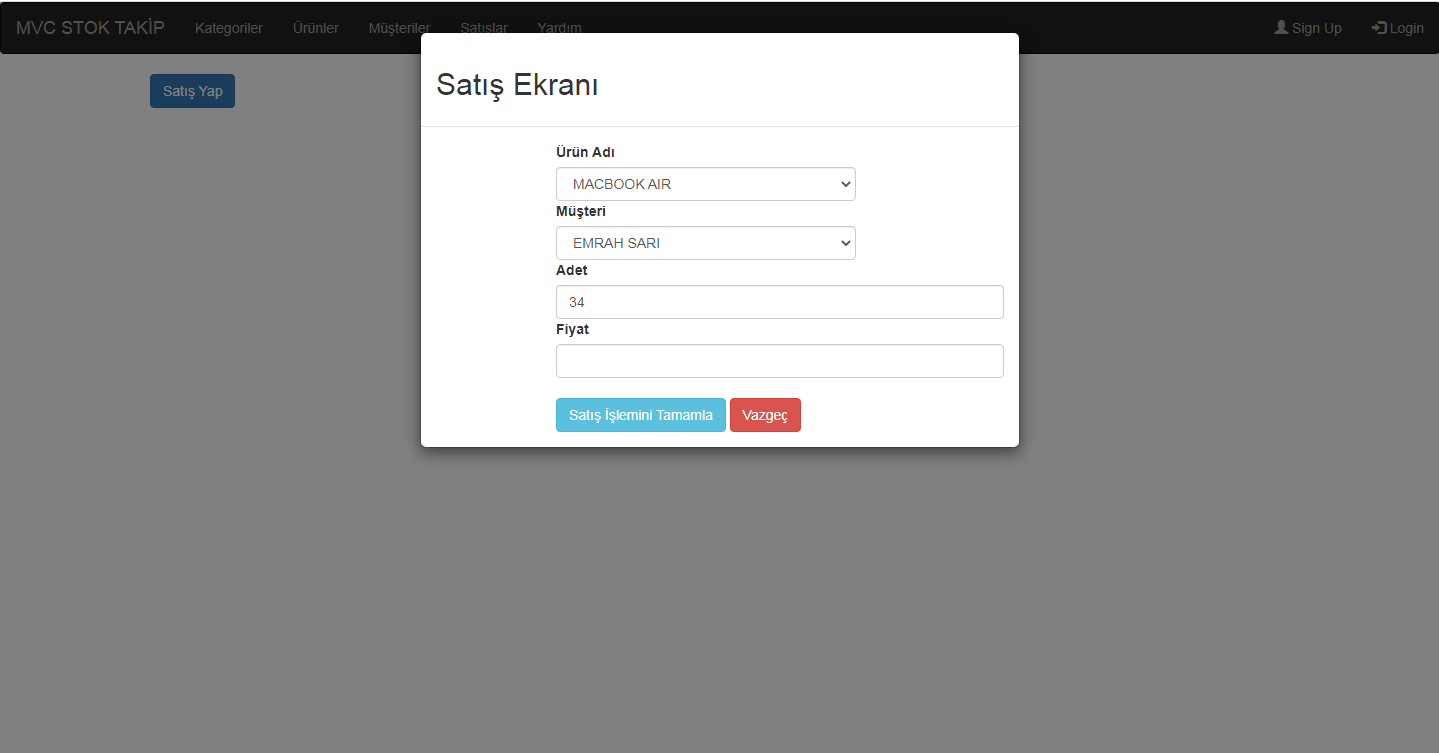 MVC STOK TAKİP Kategoriler Ürünler Müşteriler Satışlar Yardım Sign Up Login
Satış Yap
Satış Ekranı
Ürün Adı
MACBOOK AIR
Müşteri
EMRAH SARI
Adet
34
Fiyat
Satış İşlemini Tamamla Vazgeç